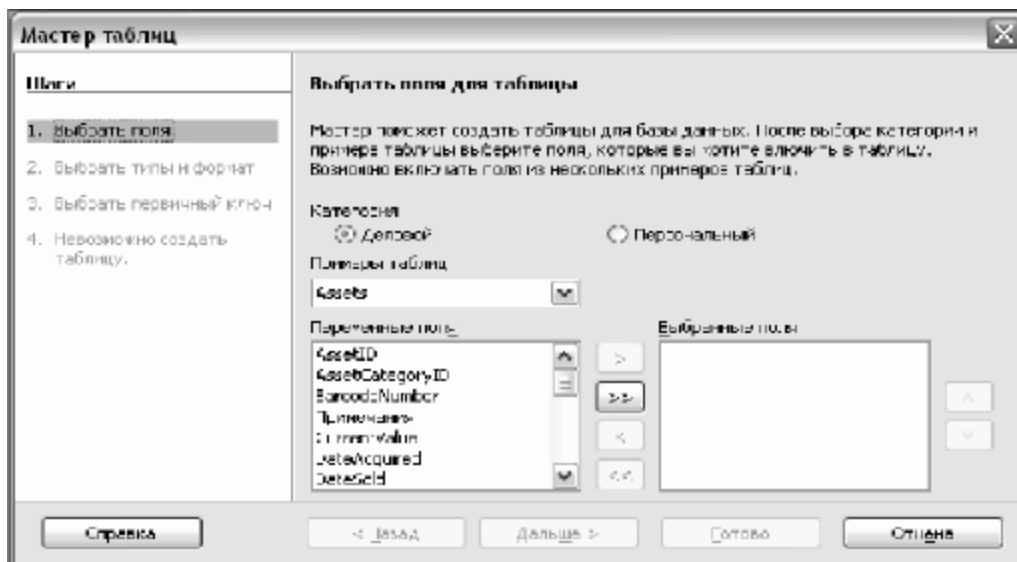 Мастер таблиц
Шаги
1. Выбрать поля
2. Выбрать типы и формат
3. Выбрать первичный ключ
4. Невозможно создать
таблицу.
Выбрать поля для таблицы
Мастер поможет создать таблицы для базы данных. После выбора категории и
примера таблицы выберите поля, которые вы хотите включить в таблицу.
Возможно включать поля из нескольких примеров таблиц.
Категория
Деловой
Персональный
Примеры таблиц
Assets
Переменные поля
AssetID
AssetCategoryID
BarcodeNumber
Примечания
CurrentValue
DateAcquired
DateSold
>
>>
<
<<
Выбранные поля
Справка
< Назад
Дальше >
Готово
Отмена